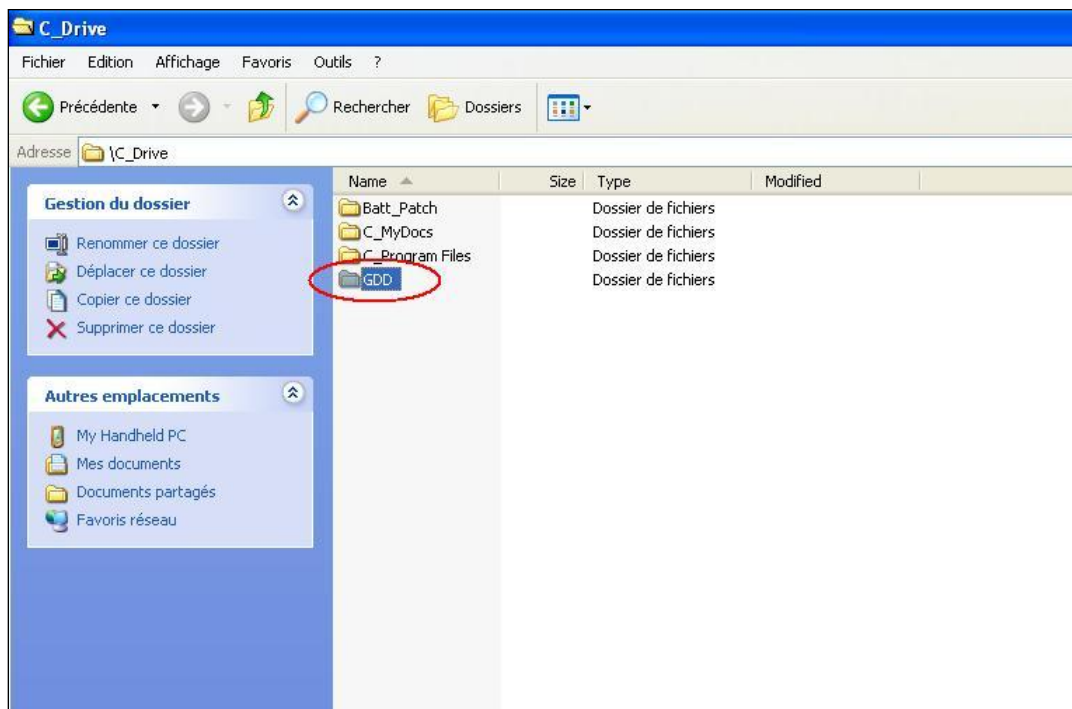 C_Drive
Fichier Edition Affichage Favoris Outils ?
Précédente Rechercher Dossiers
Adresse \C_Drive
Gestion du dossier
Renommer ce dossier
Déplacer ce dossier
Copier ce dossier
Supprimer ce dossier
Autres emplacements
My Handheld PC
Mes documents
Documents partagés
Favoris réseau
Name Size Type Modified
Batt_Patch Dossier de fichiers
C_MyDocs Dossier de fichiers
C_Program Files Dossier de fichiers
GDD Dossier de fichiers